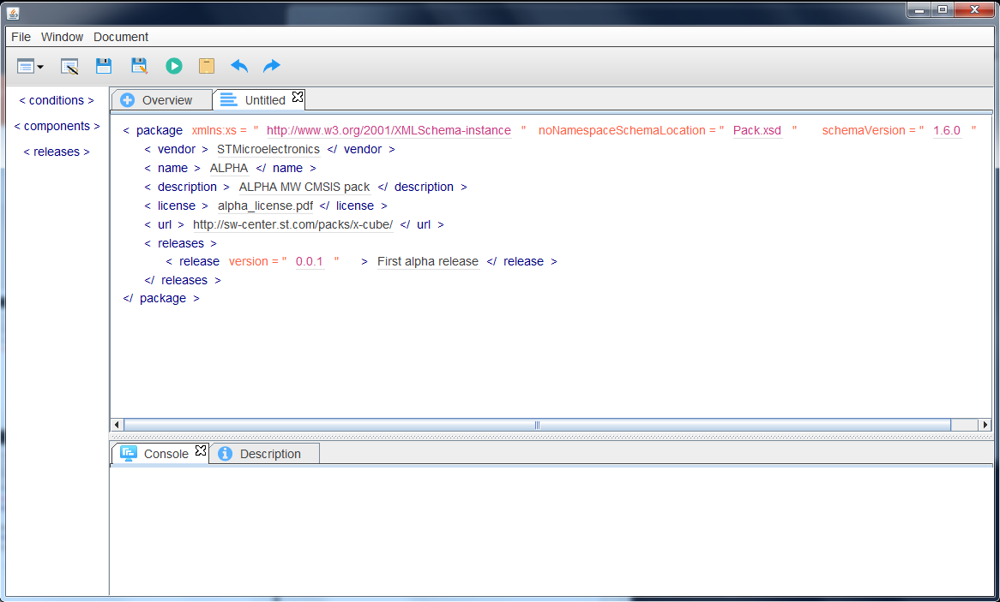 File Window Document
< conditions >
< components >
< releases >
Overview Untitled
< package xmlns:xs = " http://www.w3.org/2001/XMLSchema-instance " noNamespaceSchemaLocation = " Pack.xsd " schemaVersion = " 1.6.0 "
< vendor > STMicroelectronics </ vendor >
< name > ALPHA </ name >
< description > ALPHA MW CMSIS pack </ description >
< license > alpha_license.pdf </ license >
< url > http://sw-center.st.com/packs/x-cube/ </ url >
< releases >
< release version = " 0.0.1 " > First alpha release </ release >
</ releases >
</ package >
Console Description